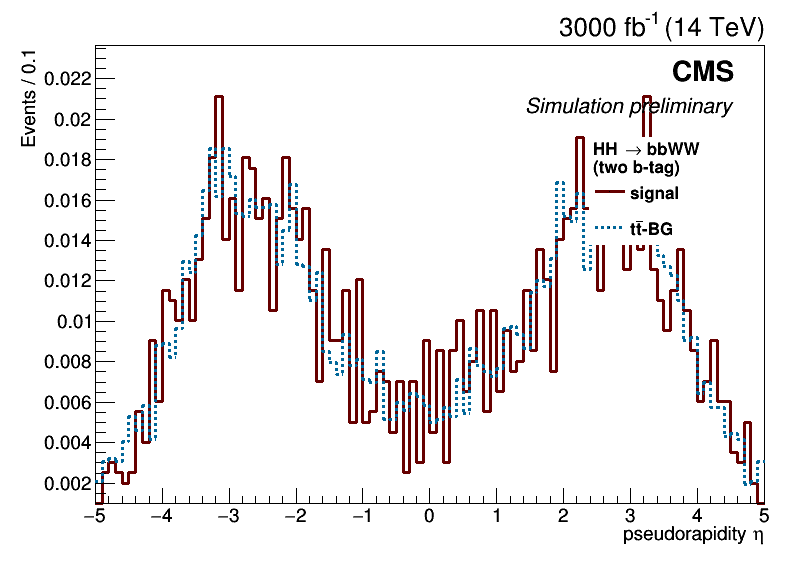 3000 fb⁻¹ (14 TeV)
Events / 0.1
CMS
Simulation preliminary
HH → bbWW
(two b-tag)
signal
tt̄-BG
0.022
0.02
0.018
0.016
0.014
0.012
0.01
0.008
0.006
0.004
0.002
−5 −4 −3 −2 −1 0 1 2 3 4 5
pseudorapidity η